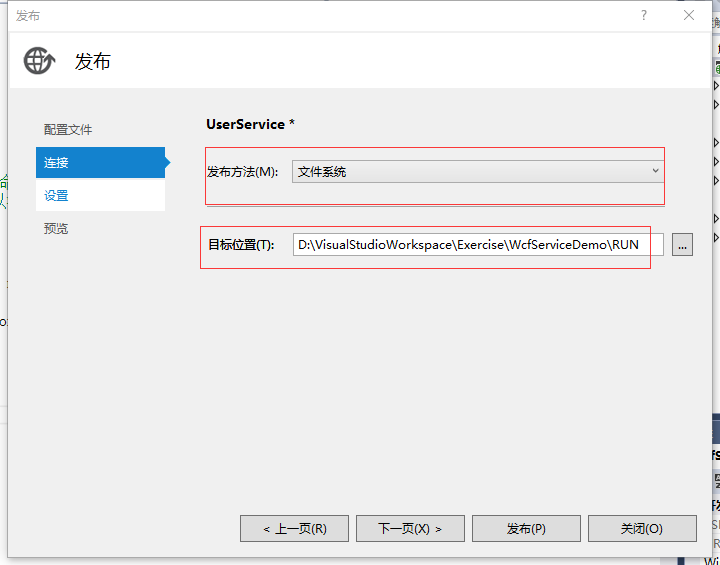 发布
?
发布
配置文件
UserService *
连接
发布方法(M): 文件系统
设置
预览
目标位置(T): D:\VisualStudioWorkspace\Exercise\WcfServiceDemo\RUN ...
< 上一页(R) 下一页(X) > 发布(P) 关闭(O)